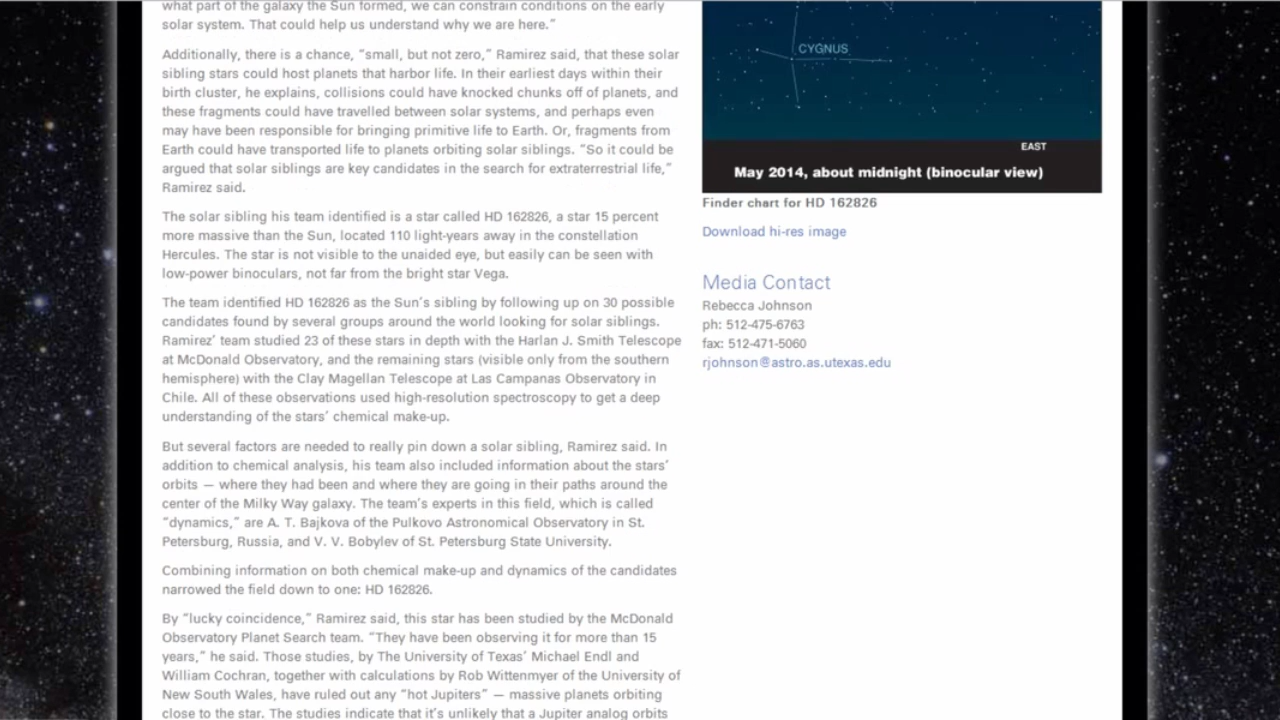 what part of the galaxy the Sun formed, we can constrain conditions on the early
solar system. That could help us understand why we are here.”
Additionally, there is a chance, “small, but not zero,” Ramirez said, that these solar
sibling stars could host planets that harbor life. In their earliest days within their
birth cluster, he explains, collisions could have knocked chunks off of planets, and
these fragments could have travelled between solar systems, and perhaps even
may have been responsible for bringing primitive life to Earth. Or, fragments from
Earth could have transported life to planets orbiting solar siblings. “So it could be
argued that solar siblings are key candidates in the search for extraterrestrial life,”
Ramirez said.
The solar sibling his team identified is a star called HD 162826, a star 15 percent
more massive than the Sun, located 110 light-years away in the constellation
Hercules. The star is not visible to the unaided eye, but easily can be seen with
low-power binoculars, not far from the bright star Vega.
The team identified HD 162826 as the Sun’s sibling by following up on 30 possible
candidates found by several groups around the world looking for solar siblings.
Ramirez’ team studied 23 of these stars in depth with the Harlan J. Smith Telescope
at McDonald Observatory, and the remaining stars (visible only from the southern
hemisphere) with the Clay Magellan Telescope at Las Campanas Observatory in
Chile. All of these observations used high-resolution spectroscopy to get a deep
understanding of the stars’ chemical make-up.
But several factors are needed to really pin down a solar sibling, Ramirez said. In
addition to chemical analysis, his team also included information about the stars’
orbits — where they had been and where they are going in their paths around the
center of the Milky Way galaxy. The team’s experts in this field, which is called
“dynamics,” are A. T. Bajkova of the Pulkovo Astronomical Observatory in St.
Petersburg, Russia, and V. V. Bobylev of St. Petersburg State University.
Combining information on both chemical make-up and dynamics of the candidates
narrowed the field down to one: HD 162826.
By “lucky coincidence,” Ramirez said, this star has been studied by the McDonald
Observatory Planet Search team. “They have been observing it for more than 15
years,” he said. Those studies, by The University of Texas’ Michael Endl and
William Cochran, together with calculations by Rob Wittenmyer of the University of
New South Wales, have ruled out any “hot Jupiters” — massive planets orbiting
close to the star. The studies indicate that it’s unlikely that a Jupiter analog orbits
CYGNUS
EAST
May 2014, about midnight (binocular view)
Finder chart for HD 162826
Download hi-res image
Media Contact
Rebecca Johnson
ph: 512-475-6763
fax: 512-471-5060
rjohnson@astro.as.utexas.edu